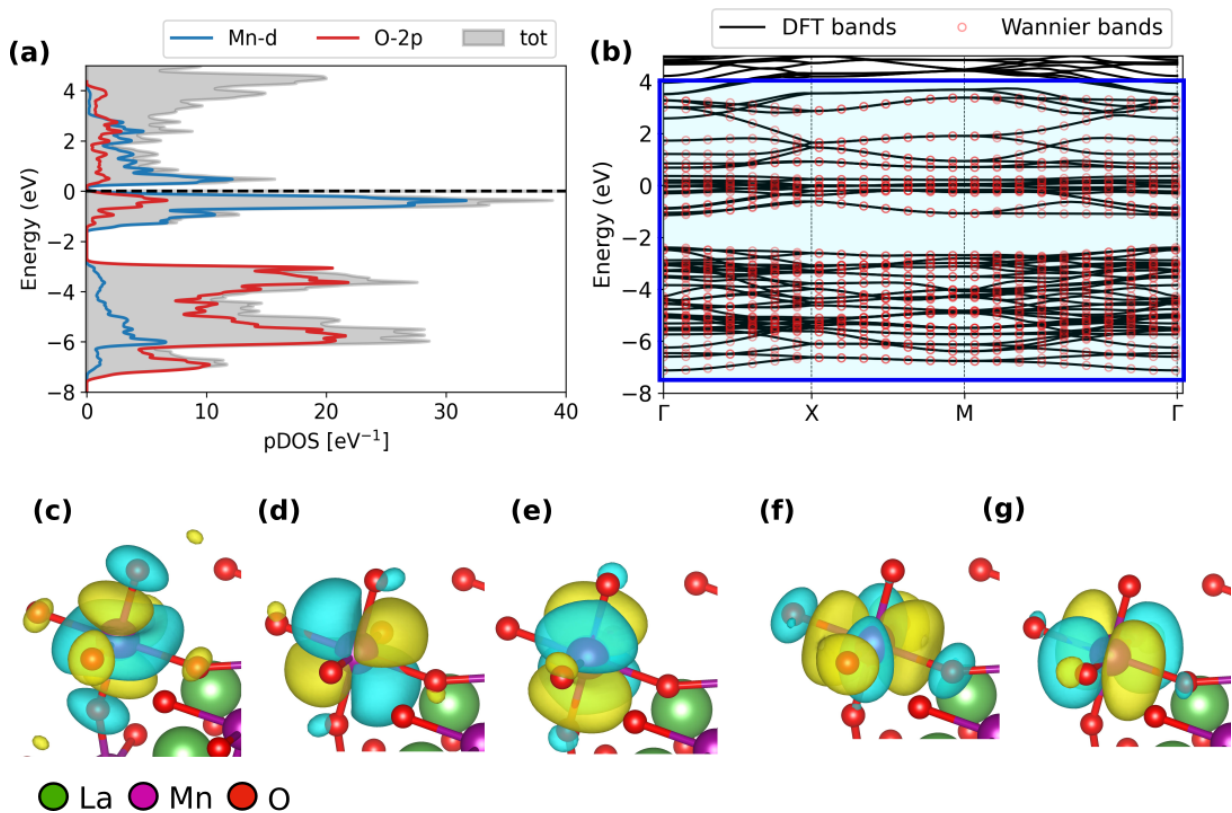 (a)
Mn-d O-2p tot
4
2
0
−2
−4
−6
−8
Energy (eV)
0 10 20 30 40
pDOS [eV⁻¹]
(b)
DFT bands Wannier bands
4
2
0
−2
−4
−6
−8
Energy (eV)
Γ X M Γ
(c) (d) (e) (f) (g)
La Mn O